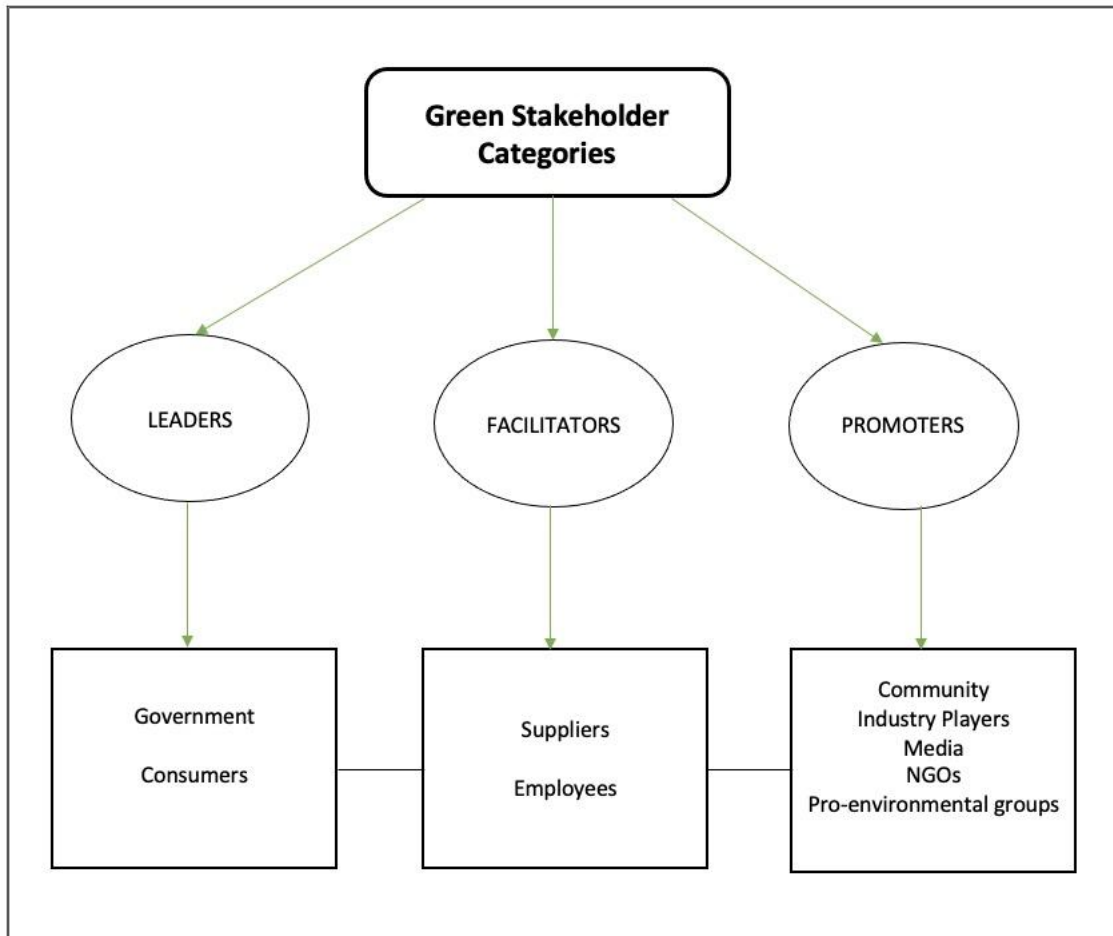 Green Stakeholder
Categories
LEADERS
FACILITATORS
PROMOTERS
Government
Consumers
Suppliers
Employees
Community
Industry Players
Media
NGOs
Pro-environmental groups